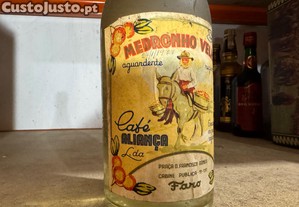 CustoJusto.pt
MEDRONHO VE
aguardente
Café
ALIANÇA
Lda
PRAÇA D. FRANCISCO GOMES
Faro